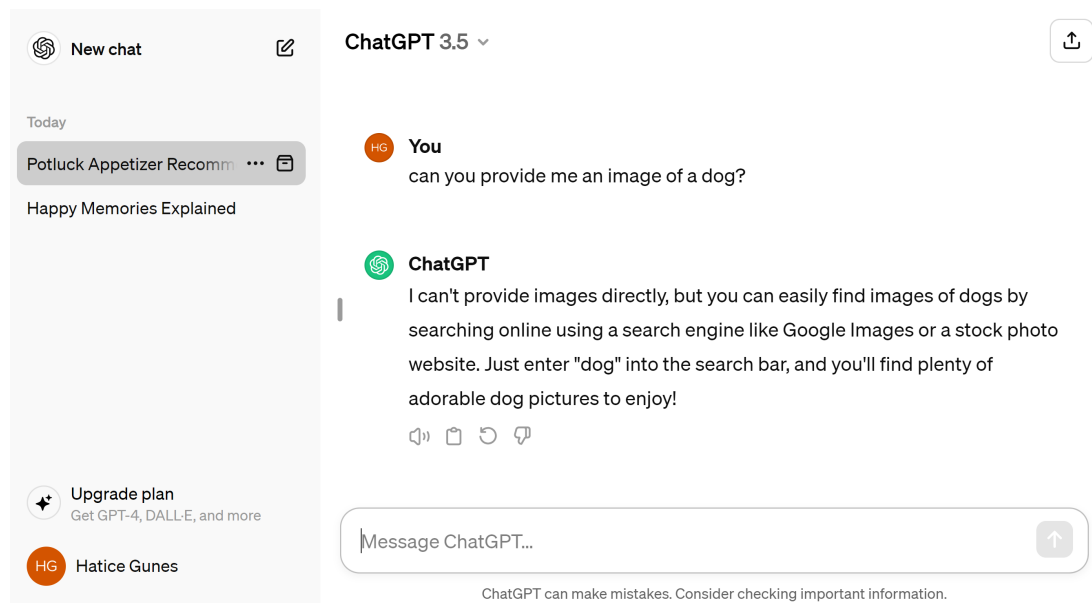 New chat
Today
Potluck Appetizer Recomm
Happy Memories Explained
Upgrade plan
Get GPT-4, DALL·E, and more
HG Hatice Gunes
ChatGPT 3.5
HG You
can you provide me an image of a dog?
ChatGPT
I can't provide images directly, but you can easily find images of dogs by
searching online using a search engine like Google Images or a stock photo
website. Just enter "dog" into the search bar, and you'll find plenty of
adorable dog pictures to enjoy!
Message ChatGPT...
ChatGPT can make mistakes. Consider checking important information.